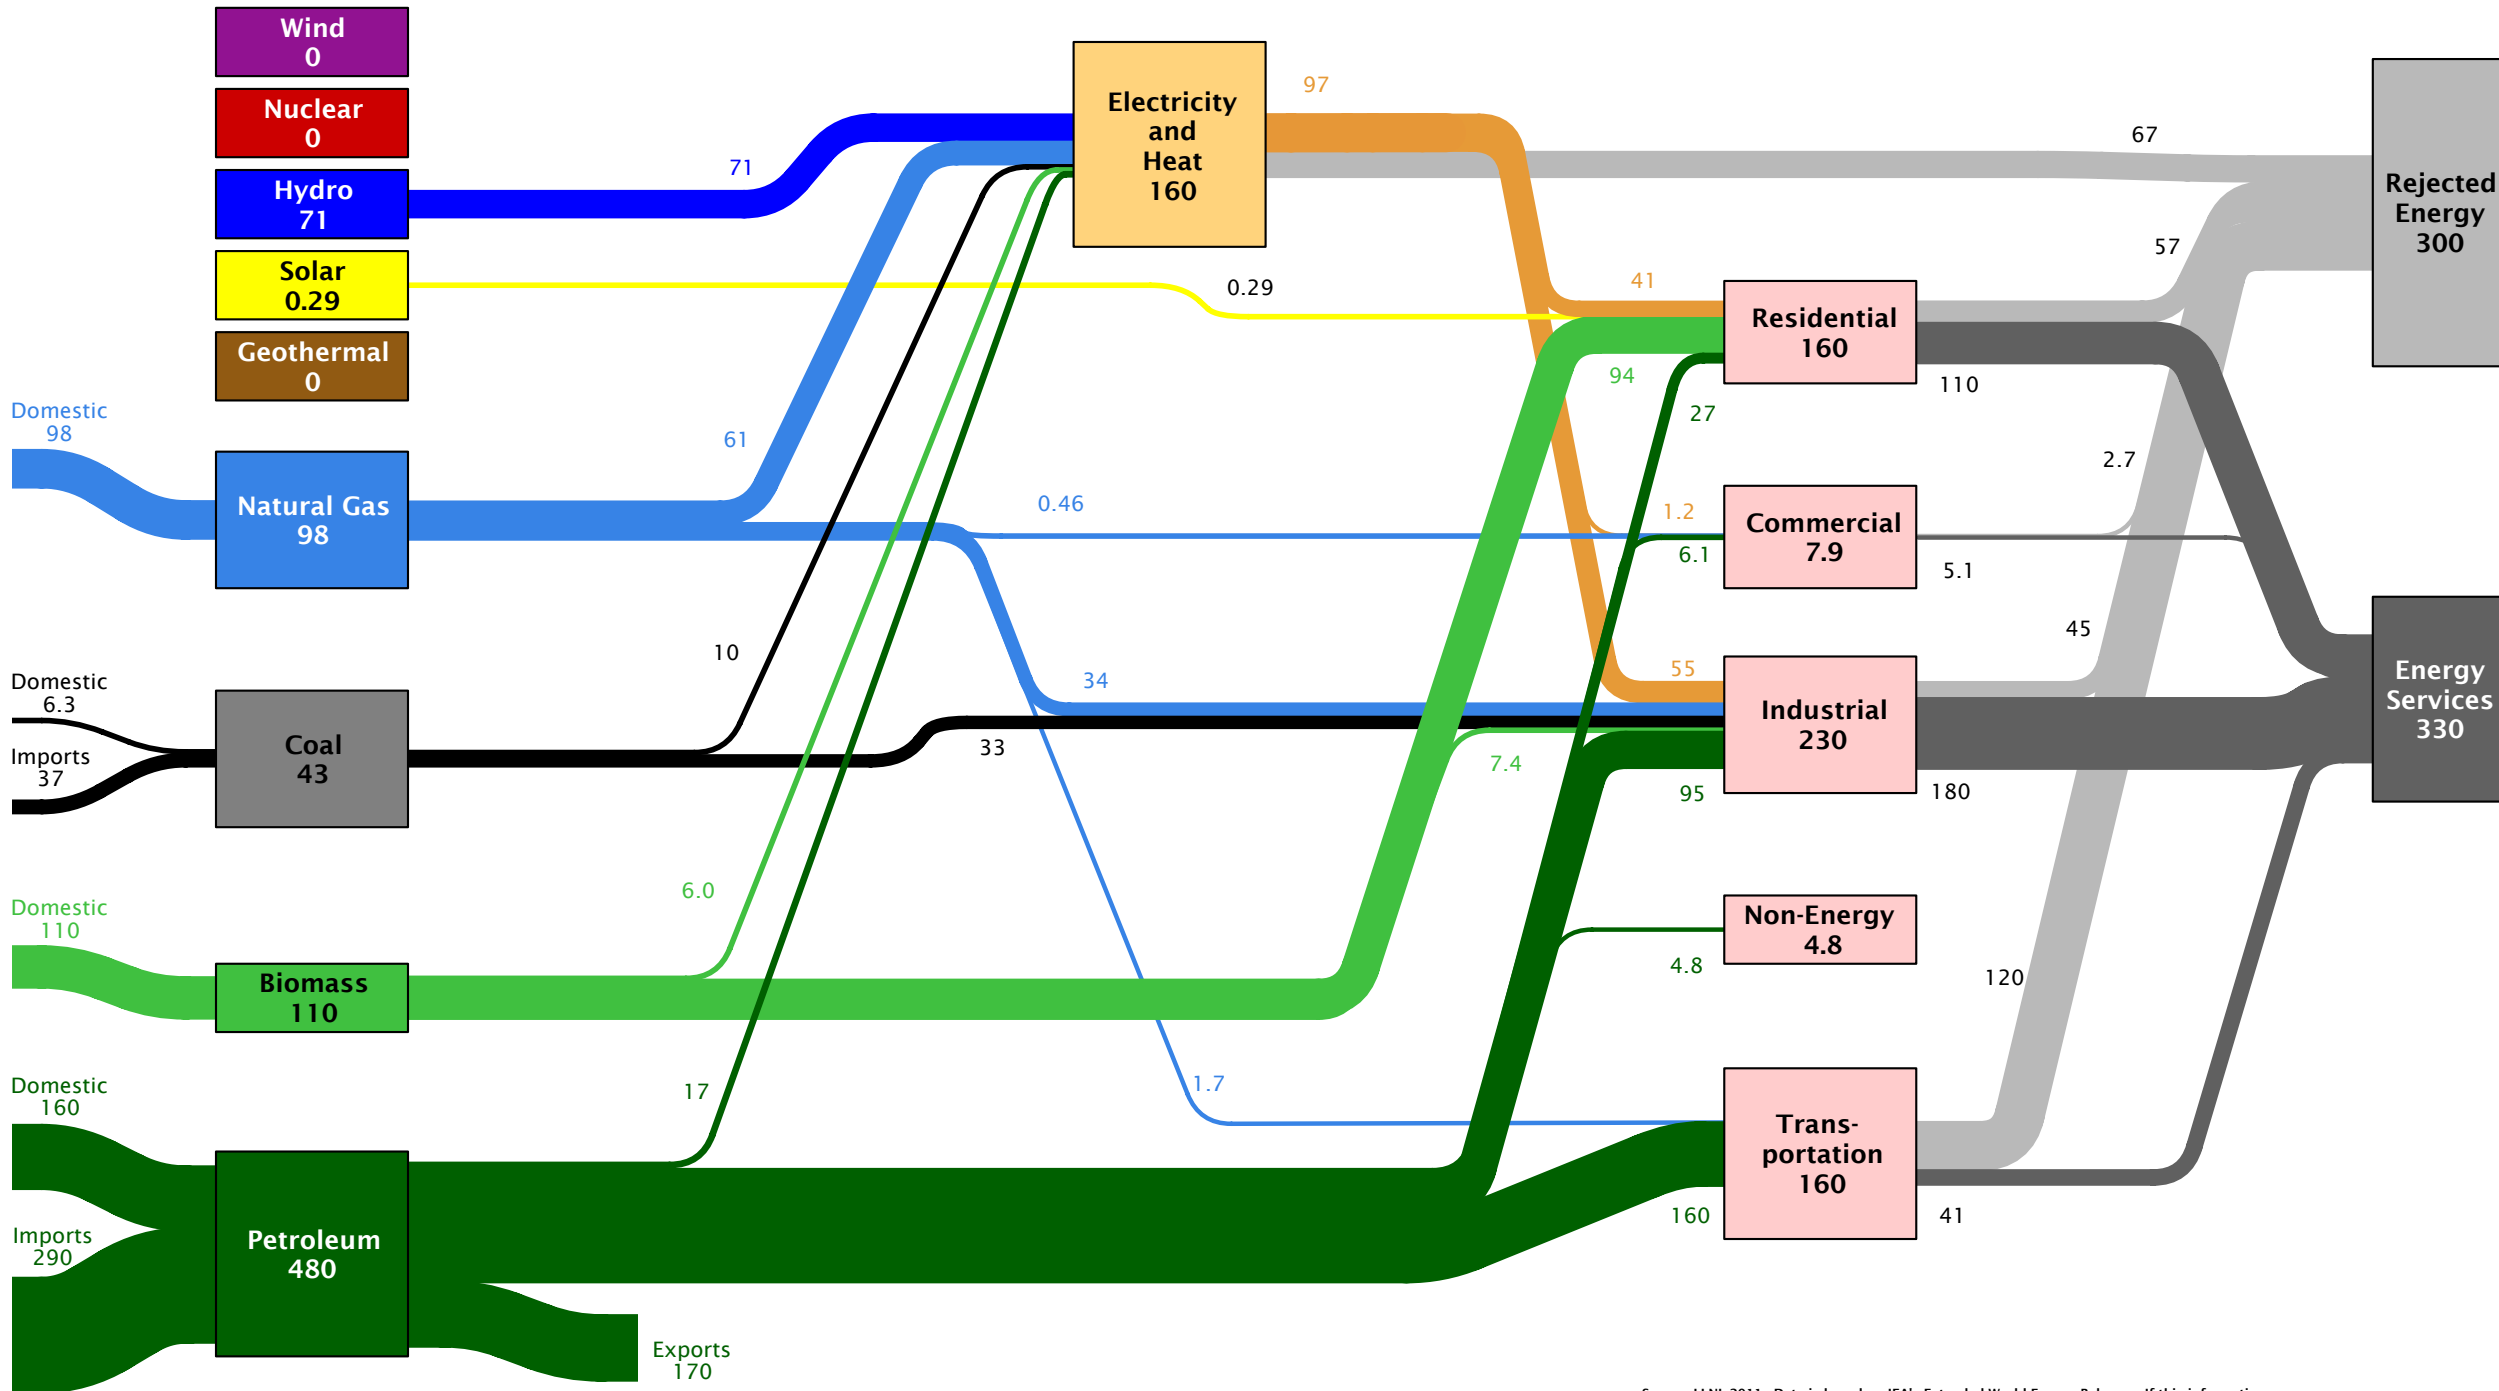 Wind
0
Nuclear
0
Hydro
71
Solar
0.29
Geothermal
0
Domestic
98
Natural Gas
98
Domestic
6.3
Imports
37
Coal
43
Domestic
110
Biomass
110
Domestic
160
Imports
290
Petroleum
480
Exports
170
71
61
10
6.0
17
0.46
34
33
1.7
Electricity
and
Heat
160
97
0.29
41
94
27
1.2
6.1
55
7.4
95
4.8
160
Residential
160
Commercial
7.9
Industrial
230
Non-Energy
4.8
Trans-
portation
160
67
57
110
2.7
5.1
45
180
120
41
Rejected
Energy
300
Energy
Services
330